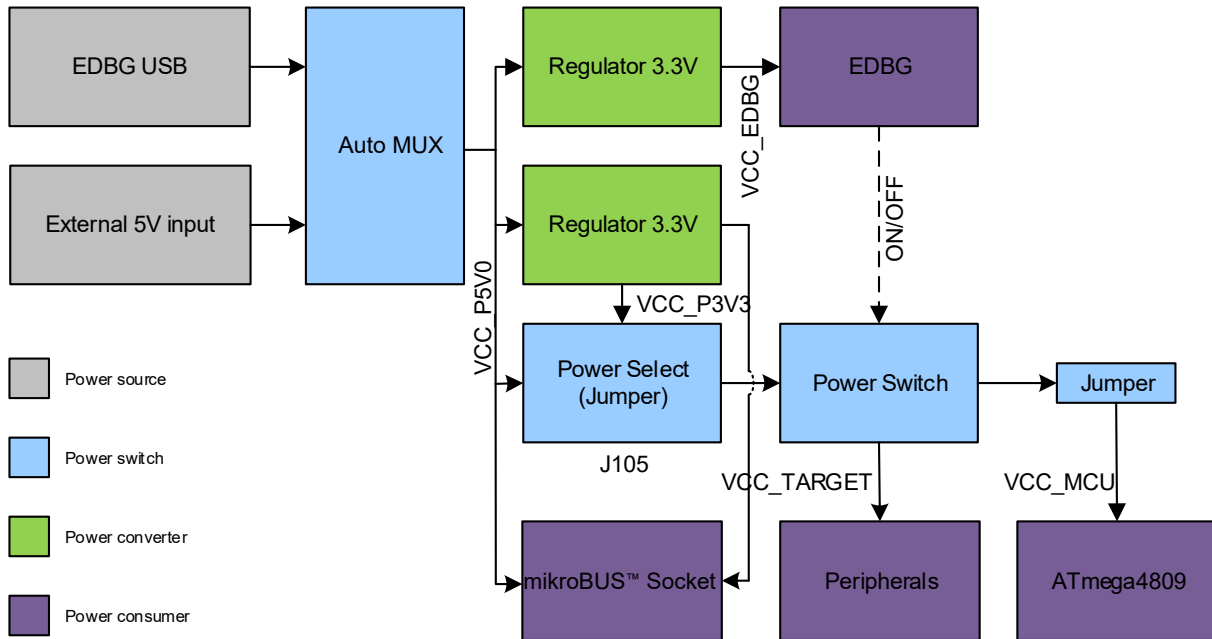 EDBG USB
External 5V input
Auto MUX
Regulator 3.3V
VCC_EDBG
EDBG
Regulator 3.3V
ON/OFF
VCC_P5V0
VCC_P3V3
Power Select
(Jumper)
J105
Power Switch
Jumper
VCC_TARGET
VCC_MCU
mikroBUS™ Socket
Peripherals
ATmega4809
Power source
Power switch
Power converter
Power consumer